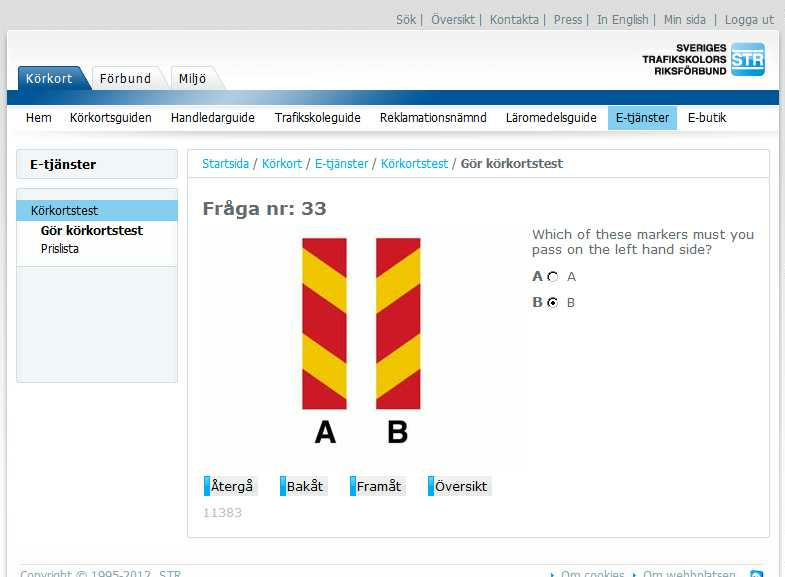 Sök | Översikt | Kontakta | Press | In English | Min sida | Logga ut
SVERIGES
TRAFIKSKOLORS
RIKSFÖRBUND
STR
Körkort Förbund Miljö
Hem Körkortsguiden Handledarguide Trafikskoleguide Reklamationsnämnd Läromedelsguide E-tjänster E-butik
E-tjänster
Körkortstest
Gör körkortstest
Prislista
Startsida / Körkort / E-tjänster / Körkortstest / Gör körkortstest
Fråga nr: 33
A B
Which of these markers must you
pass on the left hand side?
A A
B B
Återgå Bakåt Framåt Översikt
11383
Copyright © 1995-2012, STR Om cookies Om webbplatsen